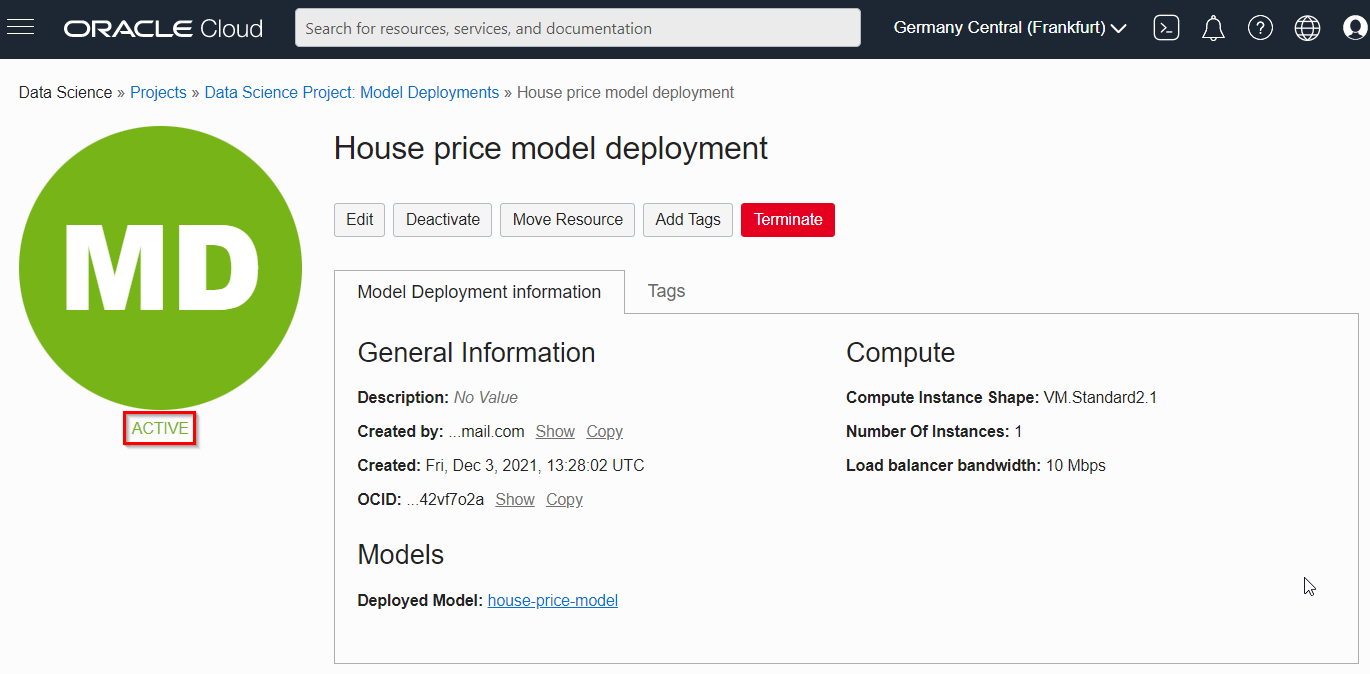 ORACLE Cloud
Search for resources, services, and documentation
Germany Central (Frankfurt)
Data Science » Projects » Data Science Project: Model Deployments » House price model deployment
MD
ACTIVE
House price model deployment
Edit
Deactivate
Move Resource
Add Tags
Terminate
Model Deployment information
Tags
General Information
Description: No Value
Created by: ...mail.com Show Copy
Created: Fri, Dec 3, 2021, 13:28:02 UTC
OCID: ...42vf7o2a Show Copy
Models
Deployed Model: house-price-model
Compute
Compute Instance Shape: VM.Standard2.1
Number Of Instances: 1
Load balancer bandwidth: 10 Mbps